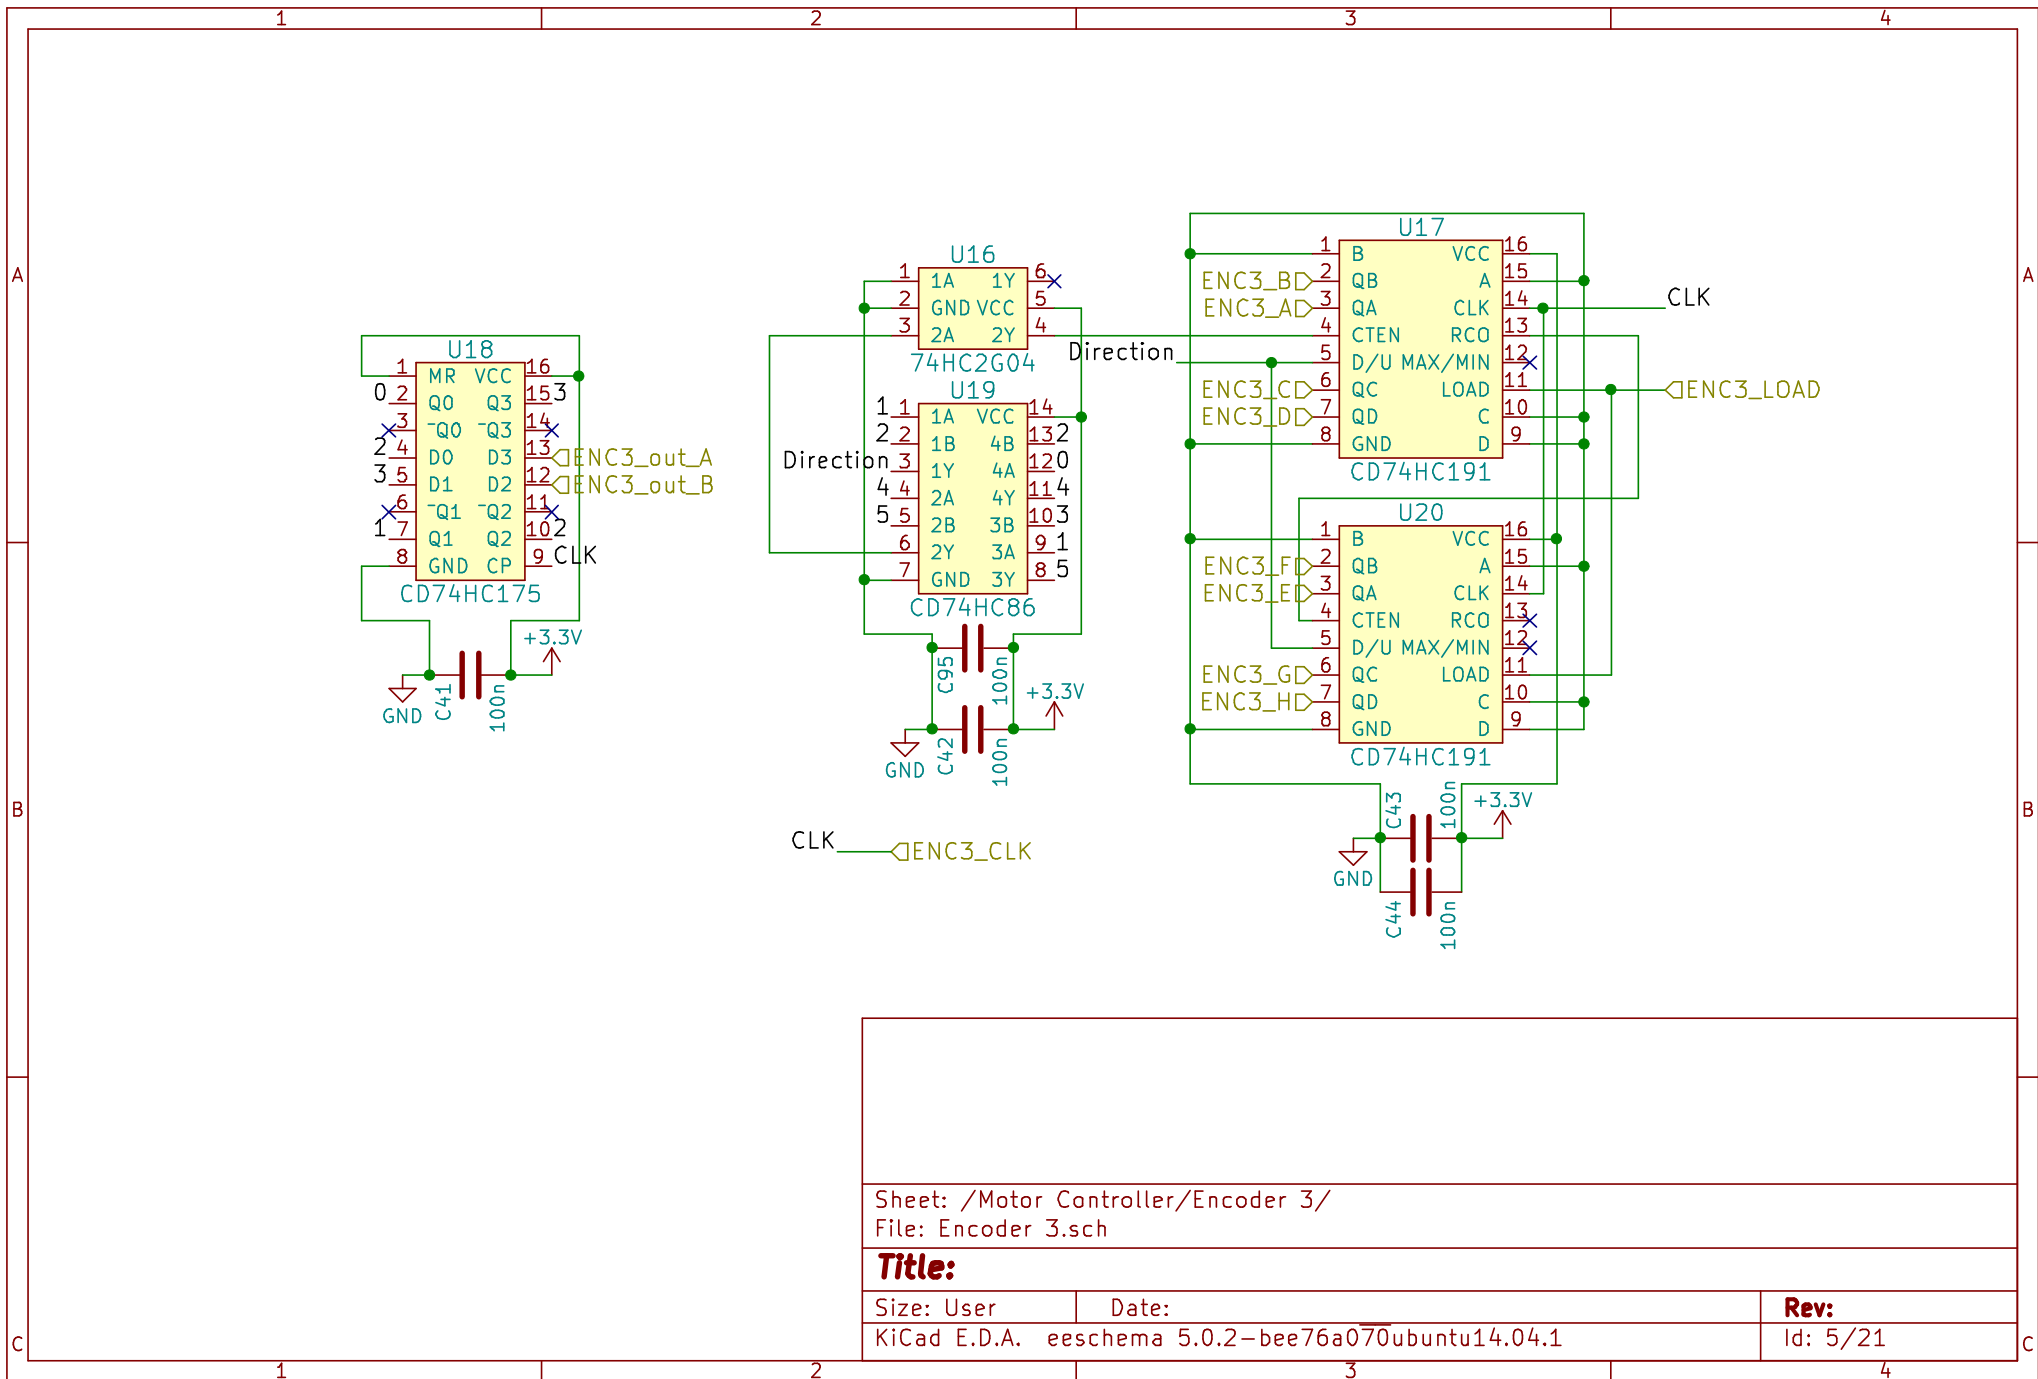 1 2 3 4
A A
B B
C C
1 2 3 4
U18
1 MR VCC 16
0 2 Q0 Q3 15 3
3 ¯Q0 ¯Q3 14
2 4 D0 D3 13 ENC3_out_A
3 5 D1 D2 12 ENC3_out_B
6 ¯Q1 ¯Q2 11
1 7 Q1 Q2 10 2
8 GND CP 9 CLK
CD74HC175
+3.3V
GND
C41
100n
U16
1 1A 1Y 6
2 GND VCC 5
3 2A 2Y 4
74HC2G04
U19
1 1 1A VCC 14
2 2 1B 4B 13 2
Direction 3 1Y 4A 12 0
4 4 2A 4Y 11 4
5 5 2B 3B 10 3
6 2Y 3A 9 1
7 GND 3Y 8 5
CD74HC86
C95
100n
+3.3V
GND
C42
100n
CLK ENC3_CLK
U17
1 B VCC 16
ENC3_B 2 QB A 15
ENC3_A 3 QA CLK 14 CLK
4 CTEN RCO 13
Direction 5 D/U MAX/MIN 12
ENC3_C 6 QC LOAD 11 ENC3_LOAD
ENC3_D 7 QD C 10
8 GND D 9
CD74HC191
U20
1 B VCC 16
ENC3_F 2 QB A 15
ENC3_E 3 QA CLK 14
4 CTEN RCO 13
5 D/U MAX/MIN 12
ENC3_G 6 QC LOAD 11
ENC3_H 7 QD C 10
8 GND D 9
CD74HC191
C43
100n
+3.3V
GND
C44
100n
Sheet: /Motor Controller/Encoder 3/
File: Encoder 3.sch
Title:
Size: User Date: Rev:
KiCad E.D.A. eeschema 5.0.2-bee76a070ubuntu14.04.1 Id: 5/21